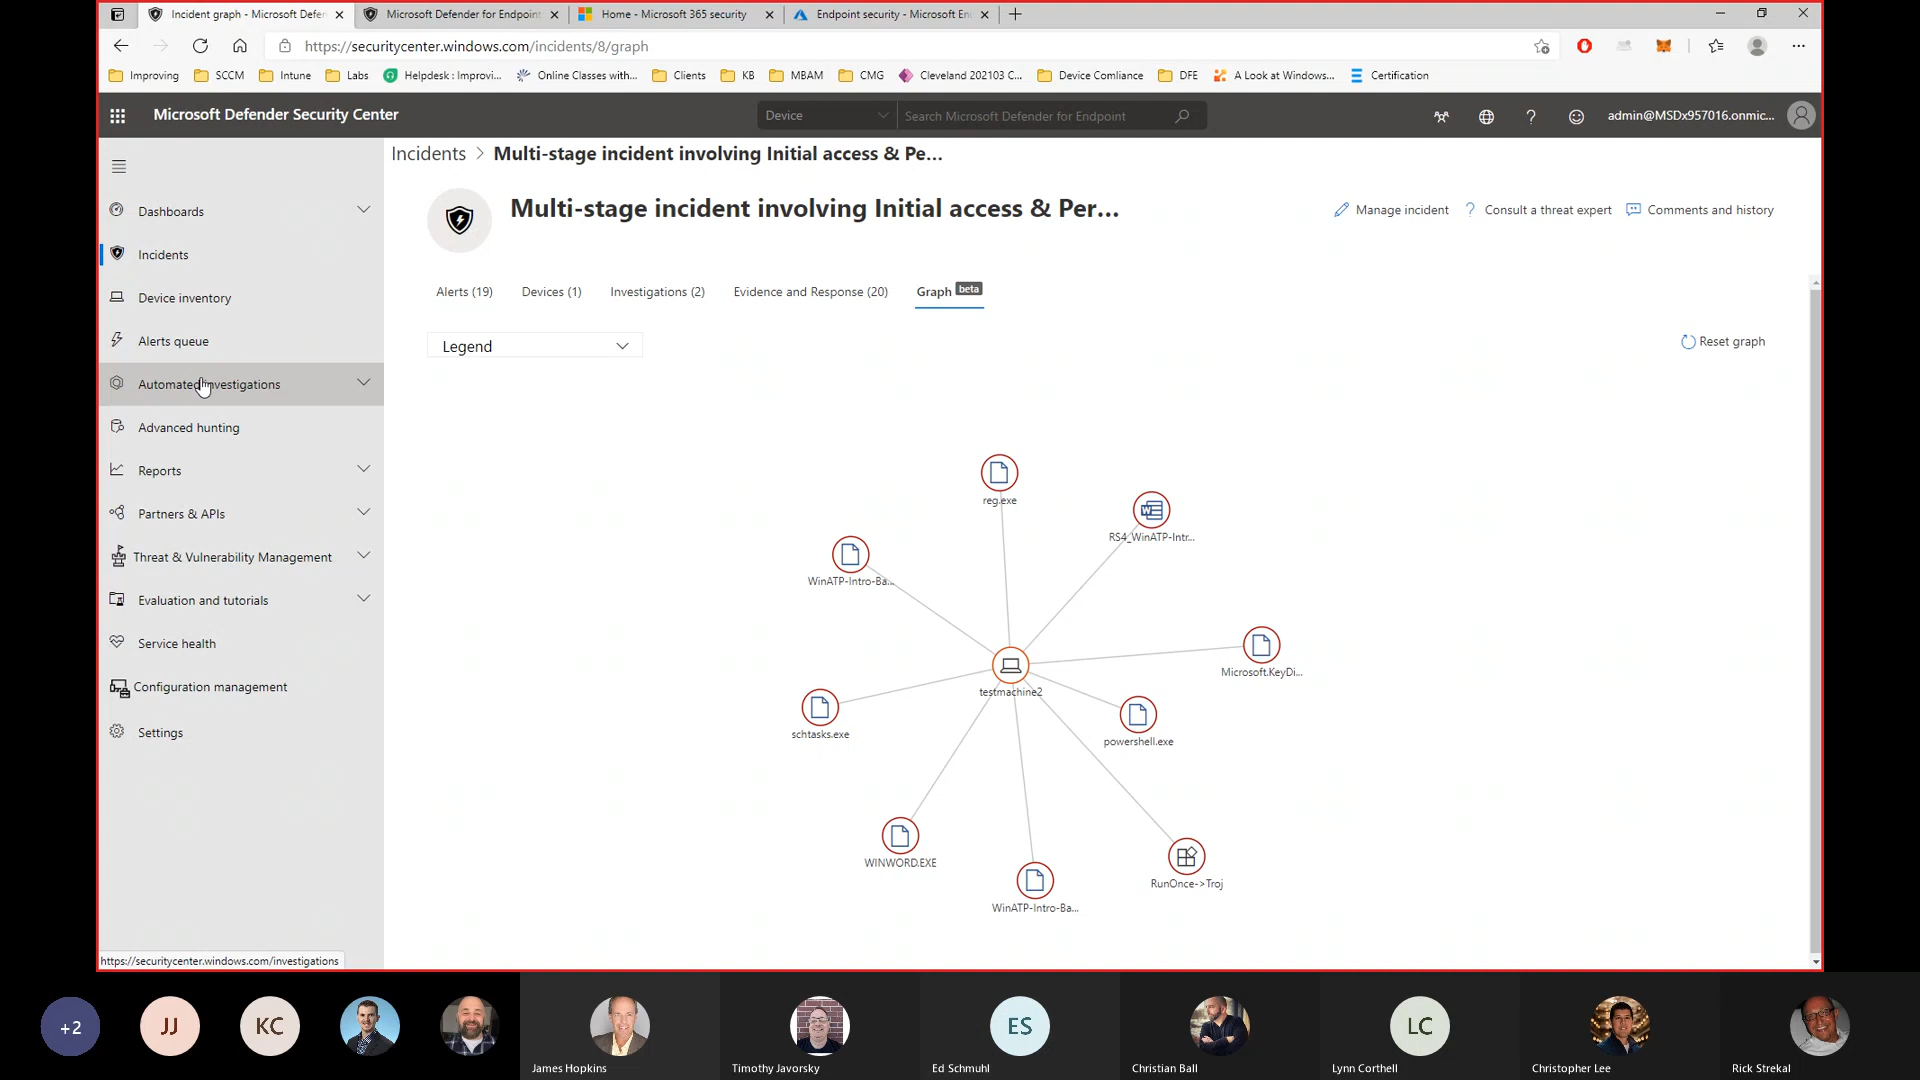 Incident graph - Microsoft Defen
Microsoft Defender for Endpoint
Home - Microsoft 365 security
Endpoint security - Microsoft En
https://securitycenter.windows.com/incidents/8/graph
Improving
SCCM
Intune
Labs
Helpdesk : Improvi...
Online Classes with...
Clients
KB
MBAM
CMG
Cleveland 202103 C...
Device Comliance
DFE
A Look at Windows...
Certification
Microsoft Defender Security Center
Device
Search Microsoft Defender for Endpoint
admin@MSDx957016.onmic...
Incidents > Multi-stage incident involving Initial access & Pe...
Dashboards
Incidents
Device inventory
Alerts queue
Automated investigations
Advanced hunting
Reports
Partners & APIs
Threat & Vulnerability Management
Evaluation and tutorials
Service health
Configuration management
Settings
https://securitycenter.windows.com/investigations
Multi-stage incident involving Initial access & Per...
Manage incident
? Consult a threat expert
Comments and history
Alerts (19)
Devices (1)
Investigations (2)
Evidence and Response (20)
Graph beta
Legend
Reset graph
reg.exe
RS4_WinATP-Intr...
WinATP-Intro-Ba...
Microsoft.KeyDi...
testmachine2
schtasks.exe
powershell.exe
WINWORD.EXE
RunOnce->Troj
WinATP-Intro-Ba...
+2
JJ
KC
James Hopkins
Timothy Javorsky
ES
Ed Schmuhl
Christian Ball
LC
Lynn Corthell
Christopher Lee
Rick Strekal